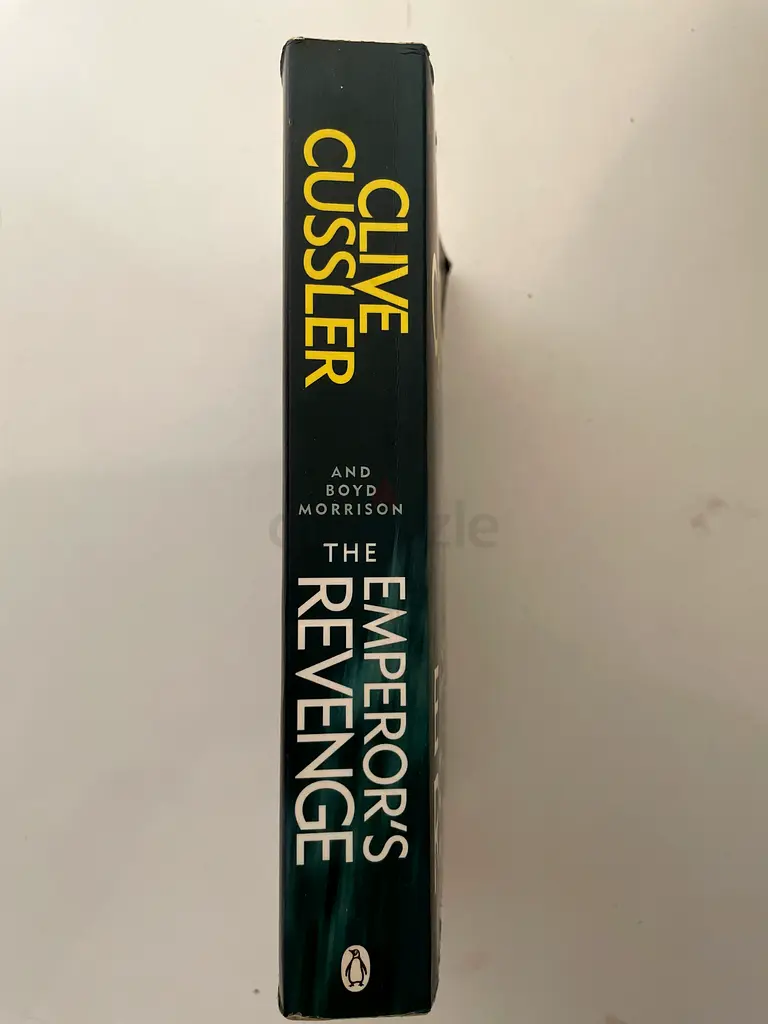 CLIVE
CUSSLER
AND
BOYD
MORRISON
THE
EMPEROR'S
REVENGE